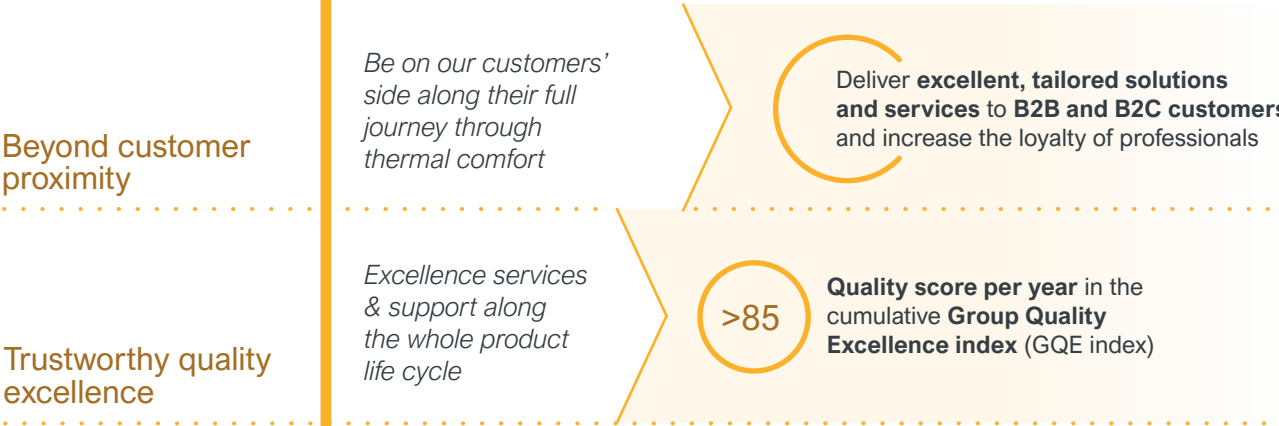 Beyond customer
proximity
Be on our customers’
side along their full
journey through
thermal comfort
Deliver excellent, tailored solutions
and services to B2B and B2C customers
and increase the loyalty of professionals
Trustworthy quality
excellence
Excellence services
& support along
the whole product
life cycle
>85
Quality score per year in the
cumulative Group Quality
Excellence index (GQE index)